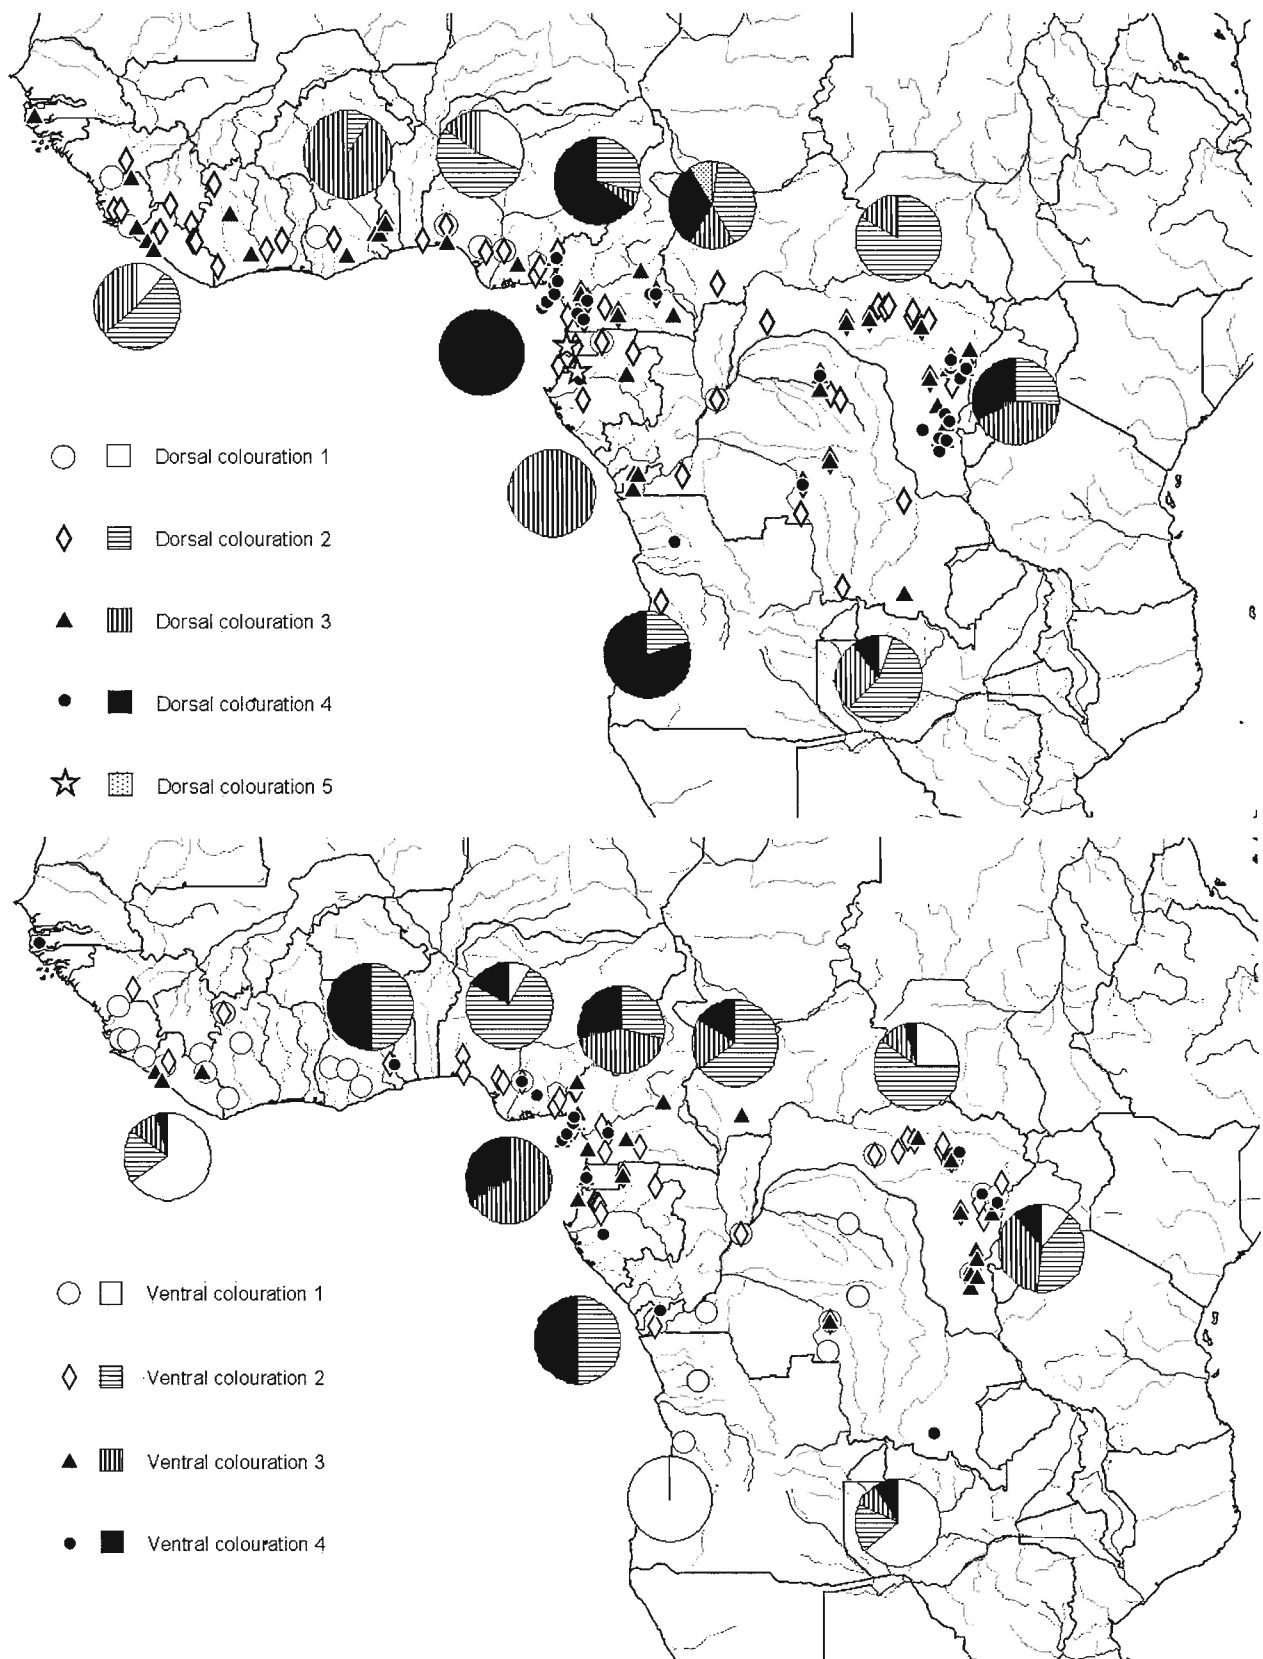 Dorsal colouration 1
Dorsal colouration 2
Dorsal colouration 3
Dorsal colouration 4
Dorsal colouration 5
Ventral colouration 1
Ventral colouration 2
Ventral colouration 3
Ventral colouration 4